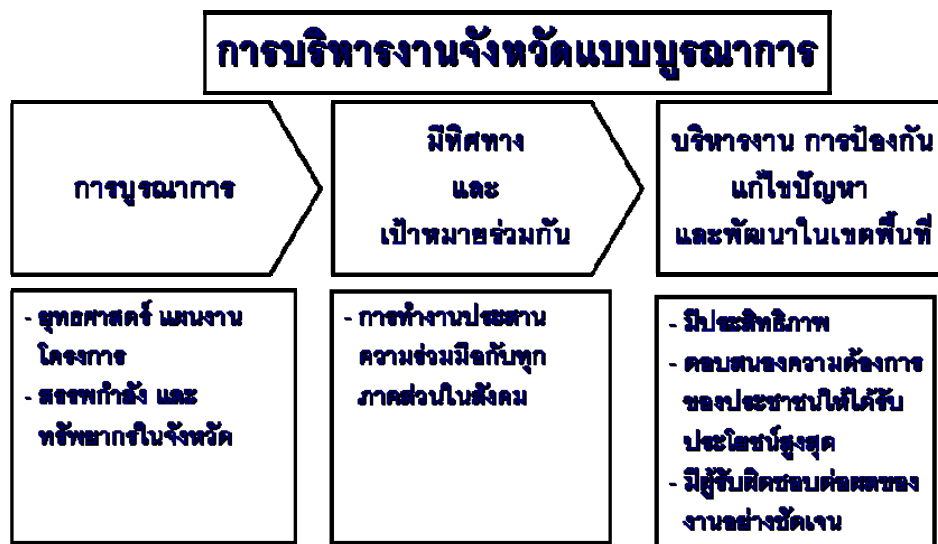 การบริหารงานจังหวัดแบบบูรณาการ
การบูรณาการ
มีทิศทาง
และ
เป้าหมายร่วมกัน
บริหารงาน การป้องกัน
แก้ไขปัญหา
และพัฒนาในเขตพื้นที่
- ยุทธศาสตร์ แผนงาน
โครงการ
- สรรพกำลัง และ
ทรัพยากรในจังหวัด
- การทำงานประสาน
ความร่วมมือกับทุก
ภาคส่วนในสังคม
- มีประสิทธิภาพ
- ตอบสนองความต้องการ
ของประชาชนให้ได้รับ
ประโยชน์สูงสุด
- มีผู้รับผิดชอบต่อผลของ
งานอย่างชัดเจน